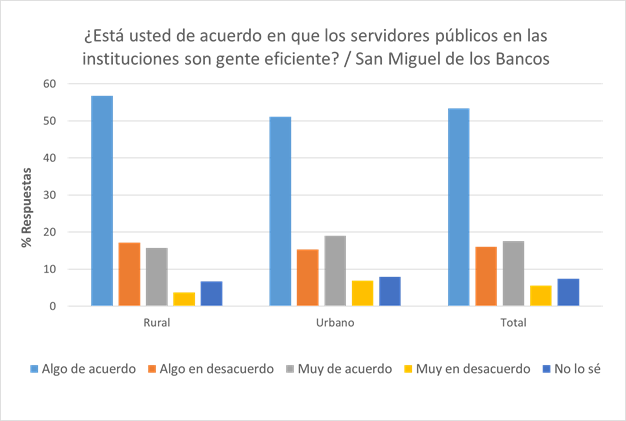 ¿Está usted de acuerdo en que los servidores públicos en las
instituciones son gente eficiente? / San Miguel de los Bancos
% Respuestas
60
50
40
30
20
10
0
Rural
Urbano
Total
Algo de acuerdo
Algo en desacuerdo
Muy de acuerdo
Muy en desacuerdo
No lo sé